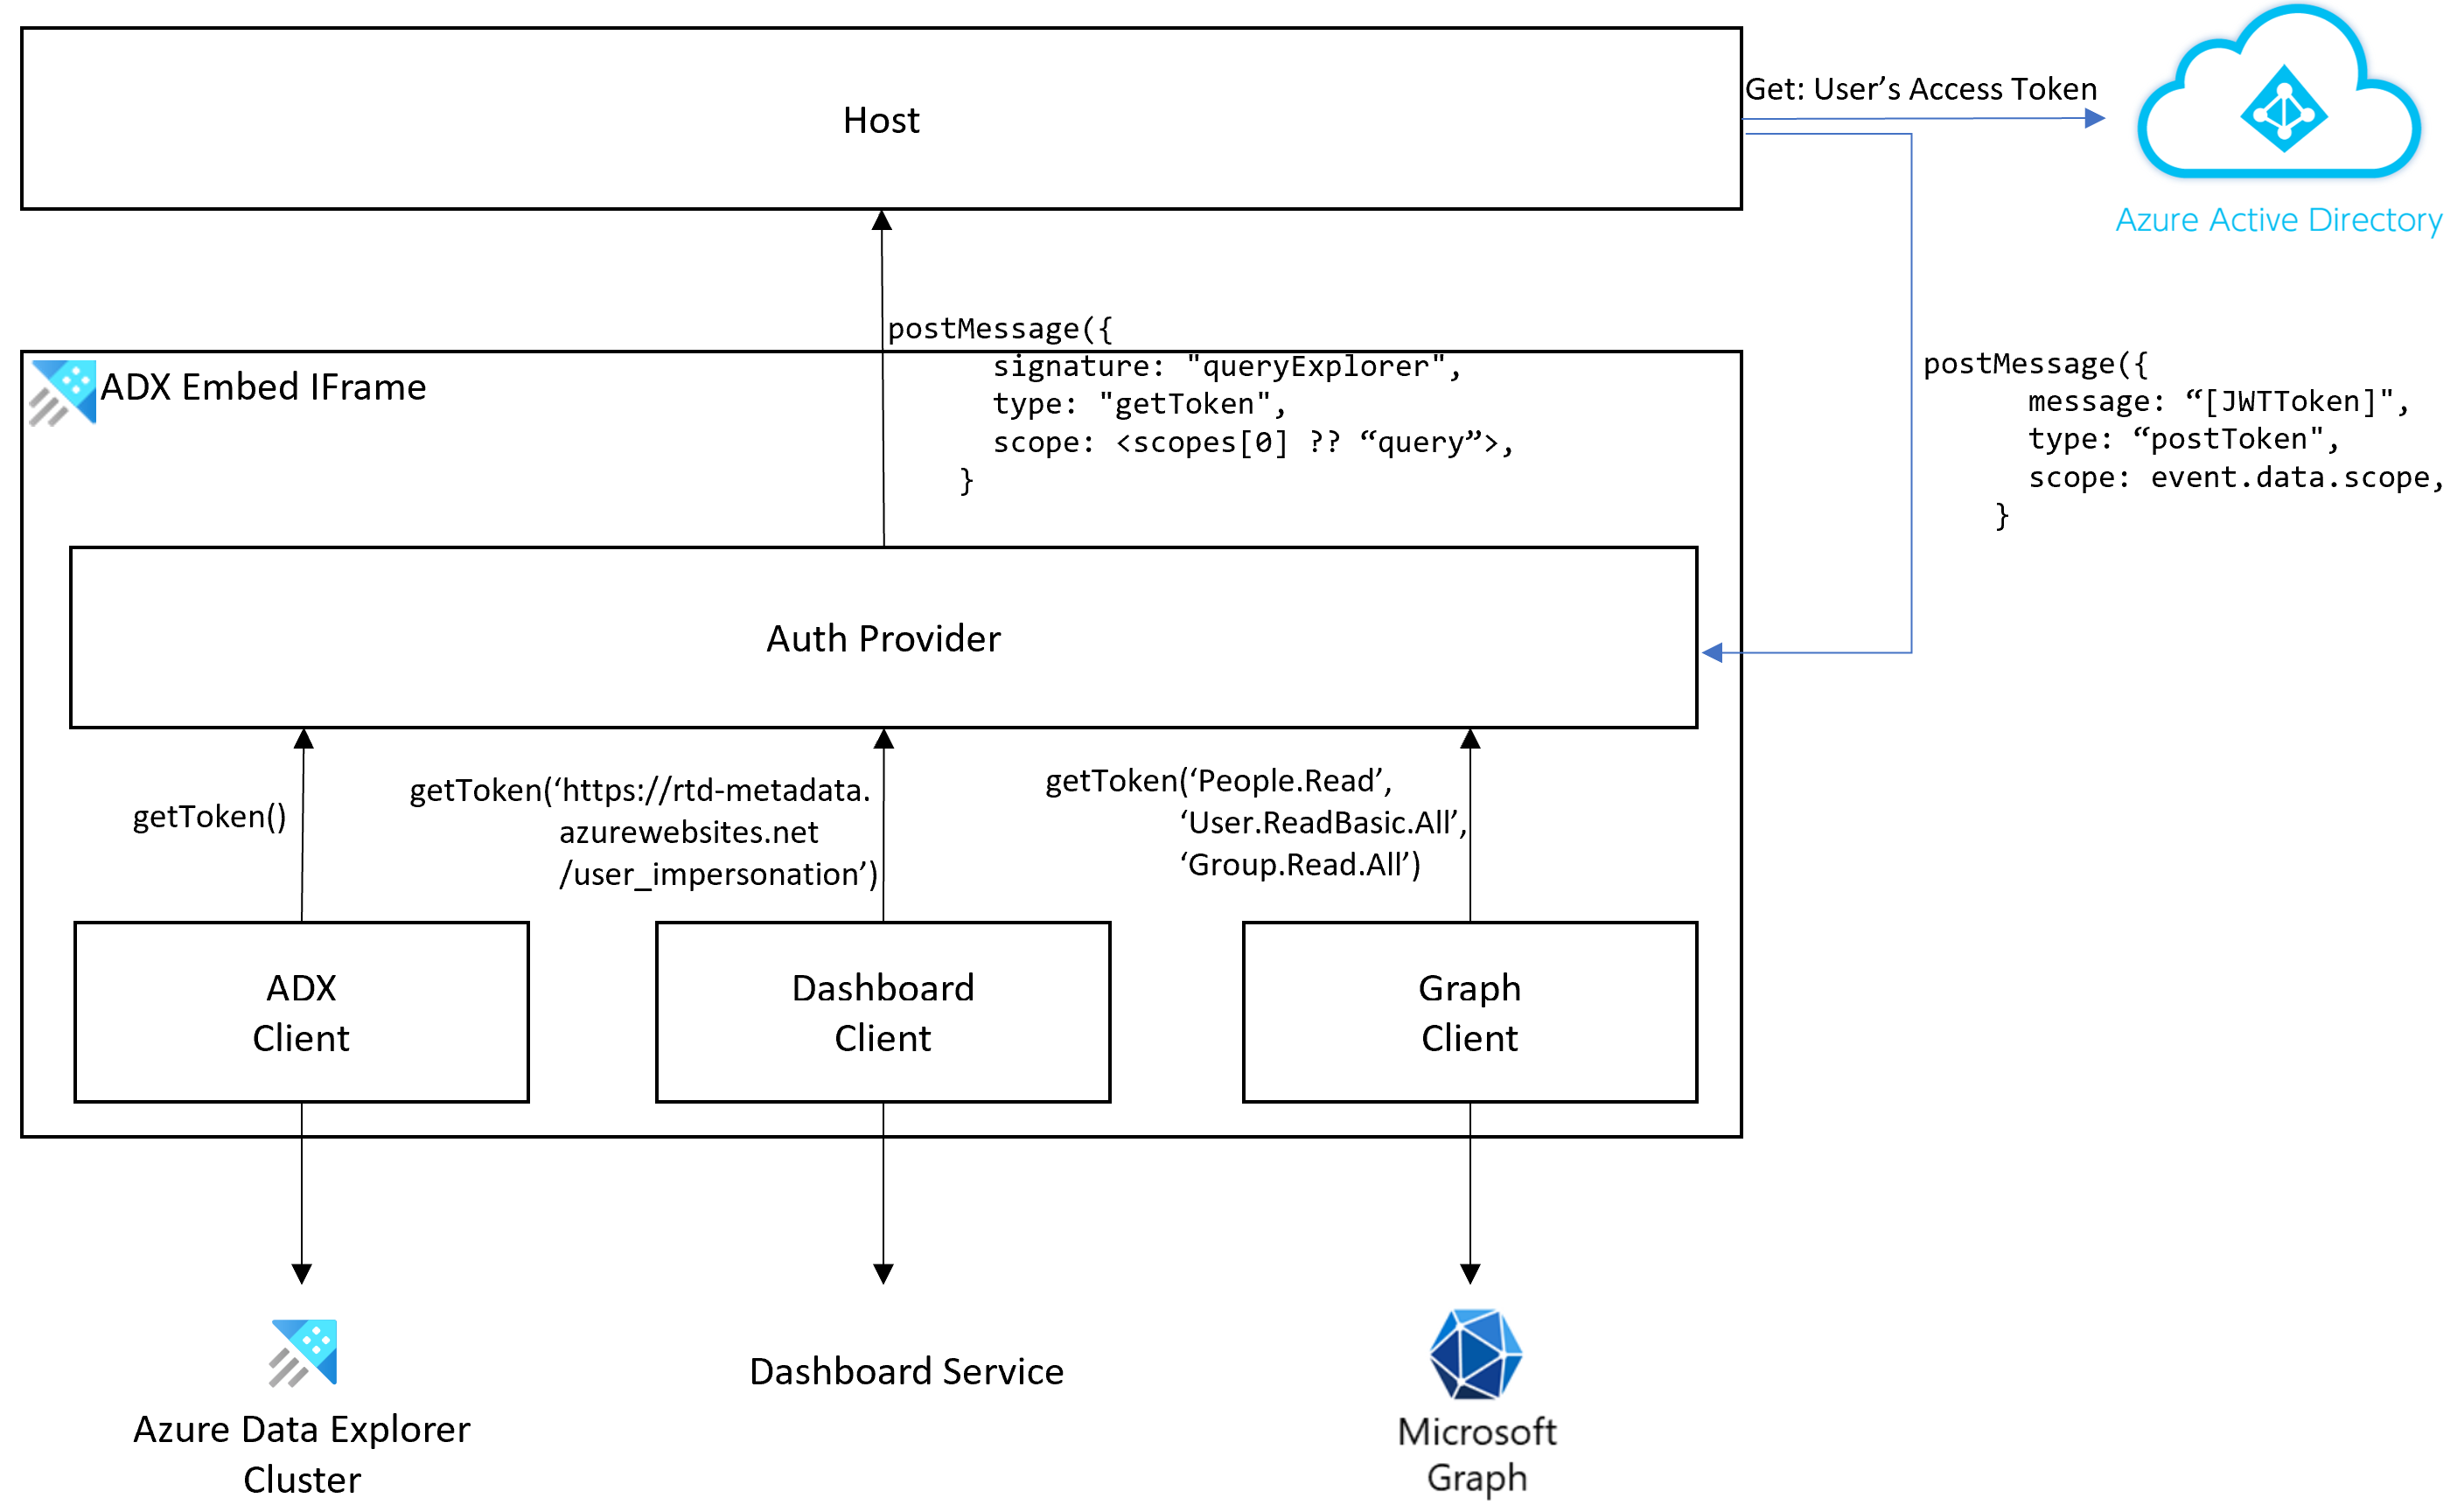 Host
Get: User’s Access Token
Azure Active Directory
postMessage({
signature: "queryExplorer",
type: "getToken",
scope: <scopes[0] ?? “query”>,
}
postMessage({
message: “[JWTToken]",
type: “postToken",
scope: event.data.scope,
}
ADX Embed IFrame
Auth Provider
getToken()
getToken(‘https://rtd-metadata.
azurewebsites.net
/user_impersonation’)
getToken(‘People.Read’,
‘User.ReadBasic.All’,
‘Group.Read.All’)
ADX
Client
Dashboard
Client
Graph
Client
Azure Data Explorer
Cluster
Dashboard Service
Microsoft
Graph